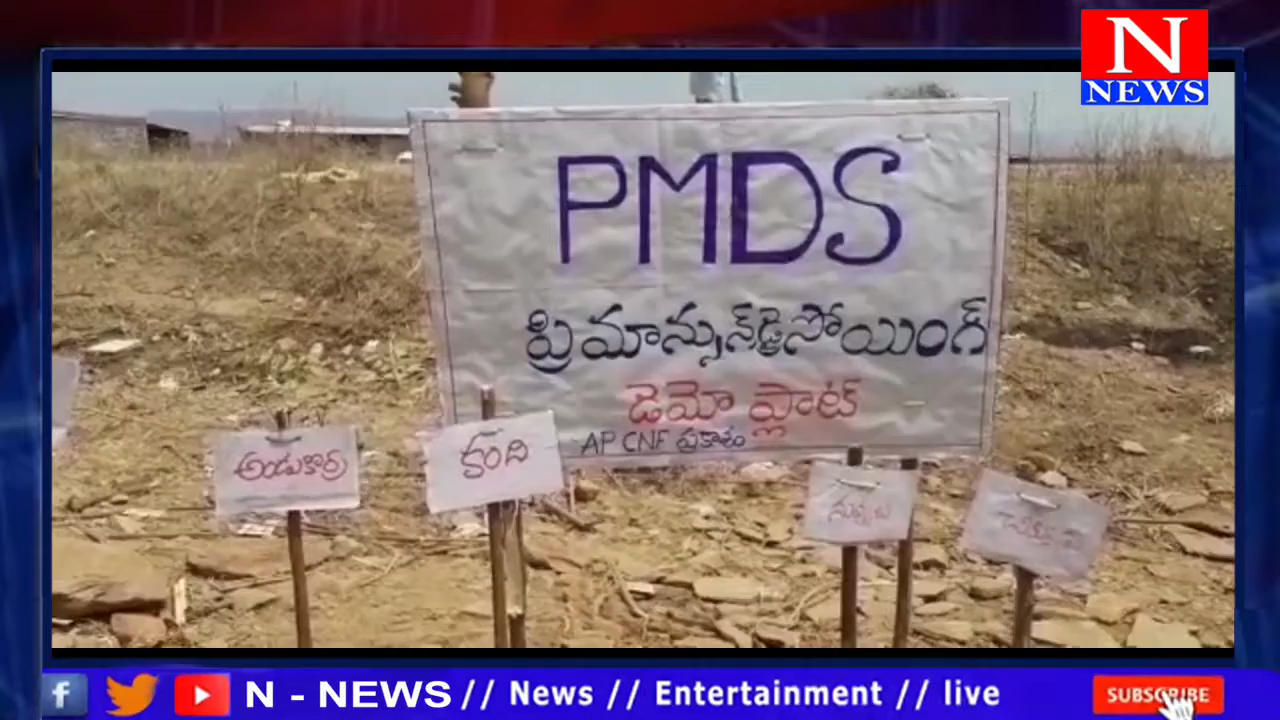 N
NEWS
PMDS
ప్రిమాన్సున్‌డ్రైసోయింగ్
డెమో ప్లాట్
AP CNF ప్రకాశం
అండుకొర్ర
కంది
N - NEWS // News // Entertainment // live
SUBSCRIBE